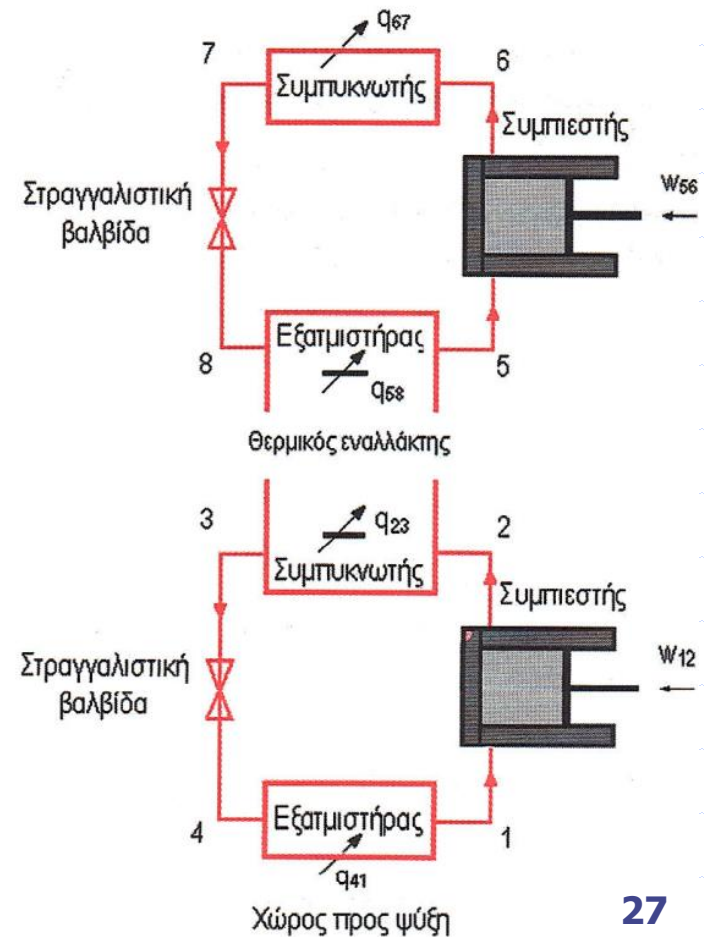 q67
7
6
Συμπυκνωτής
Συμπιεστής
Στραγγαλιστική
βαλβίδα
w56
8
Εξατμιστήρας
5
q58
Θερμικός εναλλάκτης
3
q23
2
Συμπυκνωτής
Συμπιεστής
Στραγγαλιστική
βαλβίδα
w12
4
Εξατμιστήρας
1
q41
Χώρος προς ψύξη
27